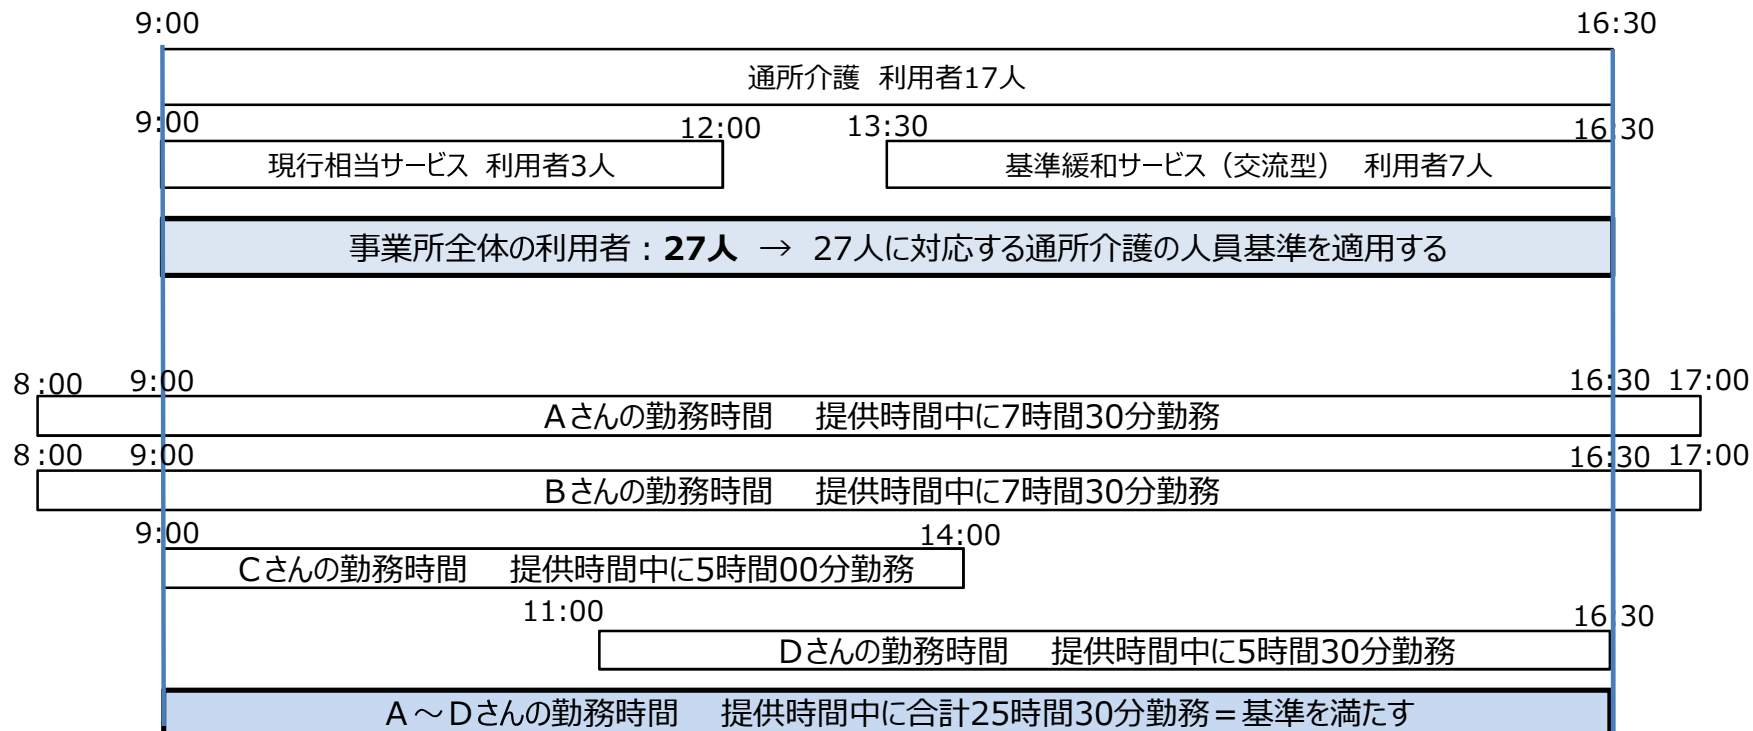 9:00 16:30
通所介護 利用者17人
9:00 12:00 13:30 16:30
現行相当サービス 利用者3人 基準緩和サービス（交流型） 利用者7人
事業所全体の利用者：27人 → 27人に対応する通所介護の人員基準を適用する
8:00 9:00 16:30 17:00
Aさんの勤務時間 提供時間中に7時間30分勤務
8:00 9:00 16:30 17:00
Bさんの勤務時間 提供時間中に7時間30分勤務
9:00 14:00
Cさんの勤務時間 提供時間中に5時間00分勤務
11:00 16:30
Dさんの勤務時間 提供時間中に5時間30分勤務
A～Dさんの勤務時間 提供時間中に合計25時間30分勤務＝基準を満たす